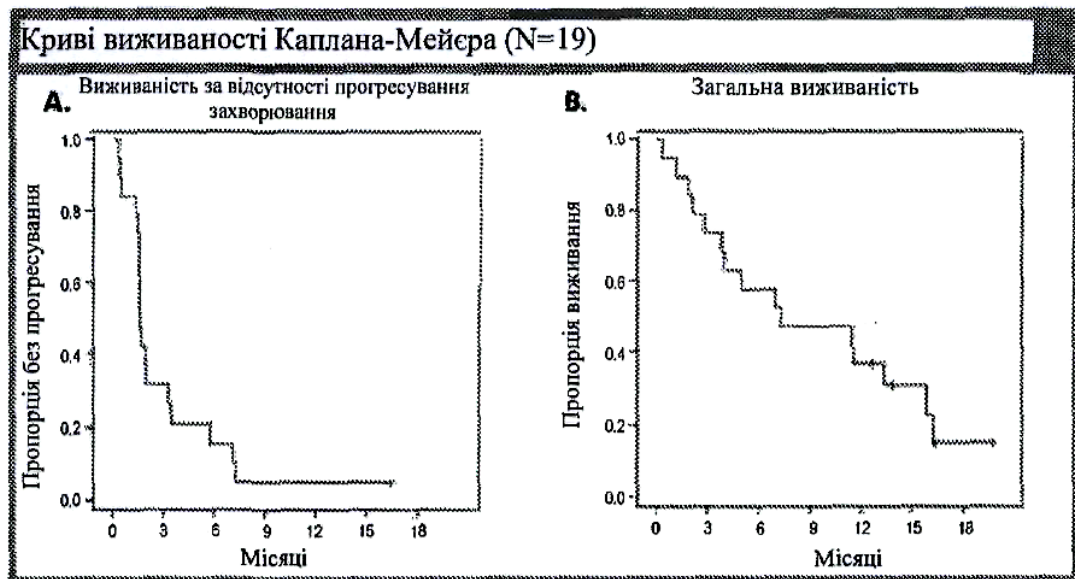 Криві виживаності Каплана-Мейєра (N=19)
A.
Виживаність за відсутності прогресування
захворювання
Пропорція без прогресування
1.0
0.8
0.6
0.4
0.2
0.0
0
3
6
9
12
15
18
Місяці
B.
Загальна виживаність
Пропорція виживання
1.0
0.8
0.6
0.4
0.2
0.0
0
3
6
9
12
15
18
Місяці